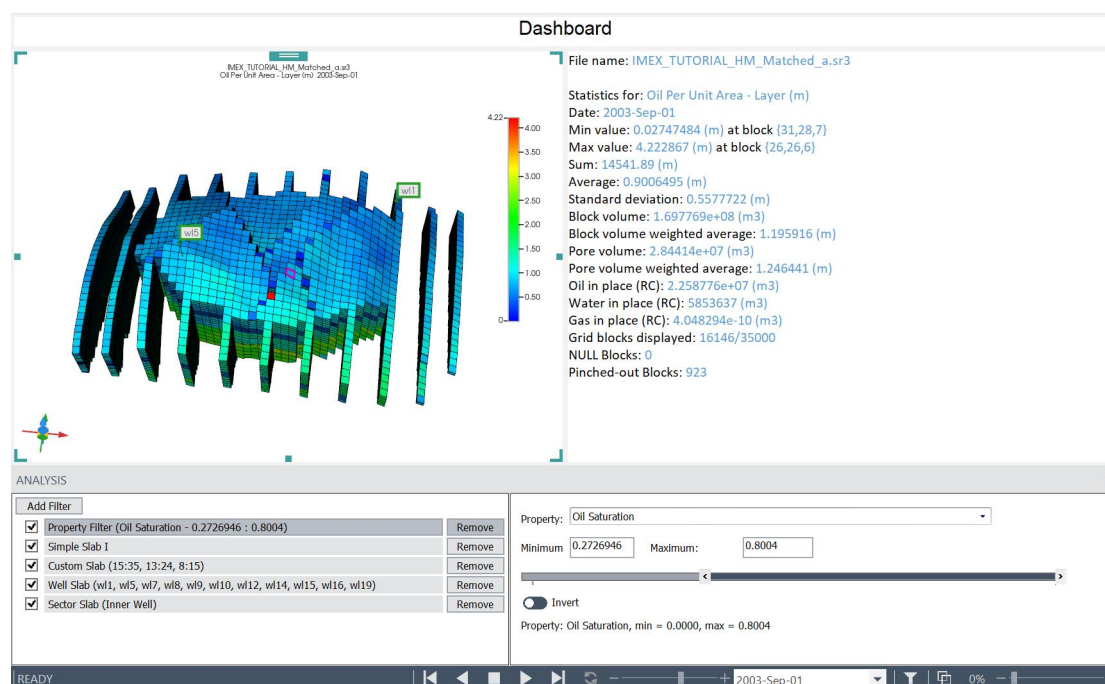 Dashboard
IMEX_TUTORIAL_HM_Matched_a.sr3
Oil Per Unit Area - Layer (m) 2003-Sep-01
4.22
4.00
3.50
3.00
2.50
2.00
1.50
1.00
0.50
0
wl1
wl5
File name: IMEX_TUTORIAL_HM_Matched_a.sr3
Statistics for: Oil Per Unit Area - Layer (m)
Date: 2003-Sep-01
Min value: 0.02747484 (m) at block {31,28,7}
Max value: 4.222867 (m) at block {26,26,6}
Sum: 14541.89 (m)
Average: 0.9006495 (m)
Standard deviation: 0.5577722 (m)
Block volume: 1.697769e+08 (m3)
Block volume weighted average: 1.195916 (m)
Pore volume: 2.84414e+07 (m3)
Pore volume weighted average: 1.246441 (m)
Oil in place (RC): 2.258776e+07 (m3)
Water in place (RC): 5853637 (m3)
Gas in place (RC): 4.048294e-10 (m3)
Grid blocks displayed: 16146/35000
NULL Blocks: 0
Pinched-out Blocks: 923
ANALYSIS
Add Filter
Property Filter (Oil Saturation - 0.2726946 : 0.8004) Remove
Simple Slab I Remove
Custom Slab (15:35, 13:24, 8:15) Remove
Well Slab (wl1, wl5, wl7, wl8, wl9, wl10, wl12, wl14, wl15, wl16, wl19) Remove
Sector Slab (Inner Well) Remove
Property: Oil Saturation
Minimum 0.2726946 Maximum: 0.8004
Invert
Property: Oil Saturation, min = 0.0000, max = 0.8004
READY 2003-Sep-01 0%